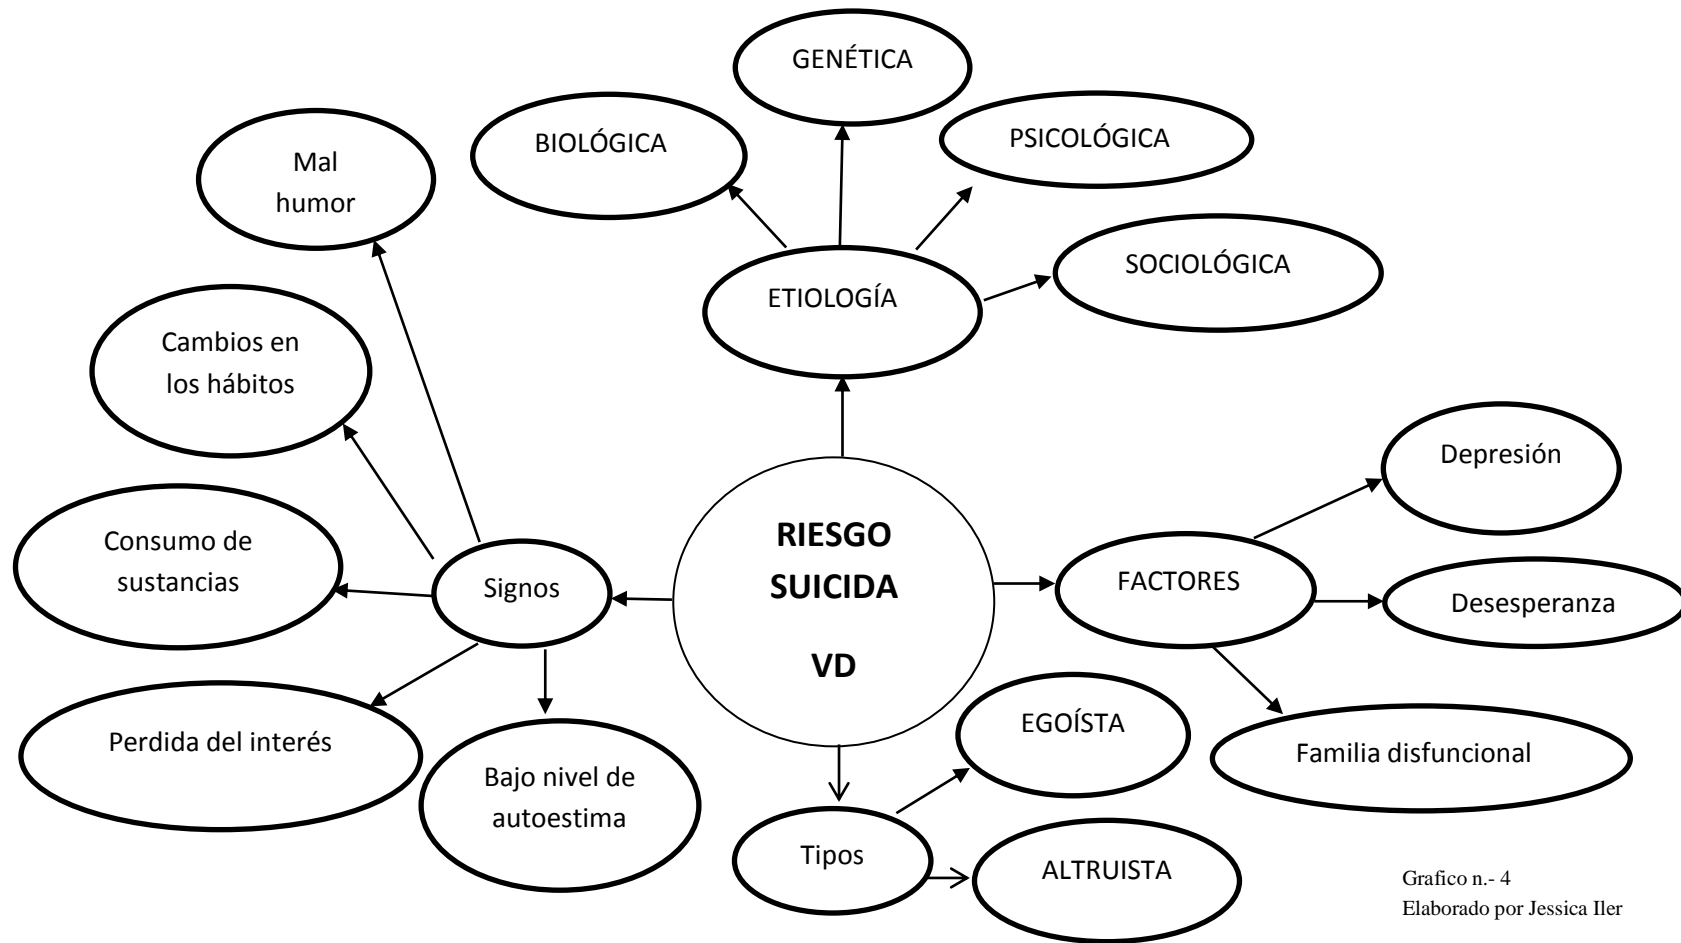 GENÉTICA
BIOLÓGICA
PSICOLÓGICA
Mal
humor
SOCIOLÓGICA
ETIOLOGÍA
Cambios en
los hábitos
Depresión
Consumo de
sustancias
Signos
RIESGO
SUICIDA
VD
FACTORES
Desesperanza
Perdida del interés
Bajo nivel de
autoestima
EGOÍSTA
Familia disfuncional
Tipos
ALTRUISTA
Grafico n.- 4
Elaborado por Jessica Iler